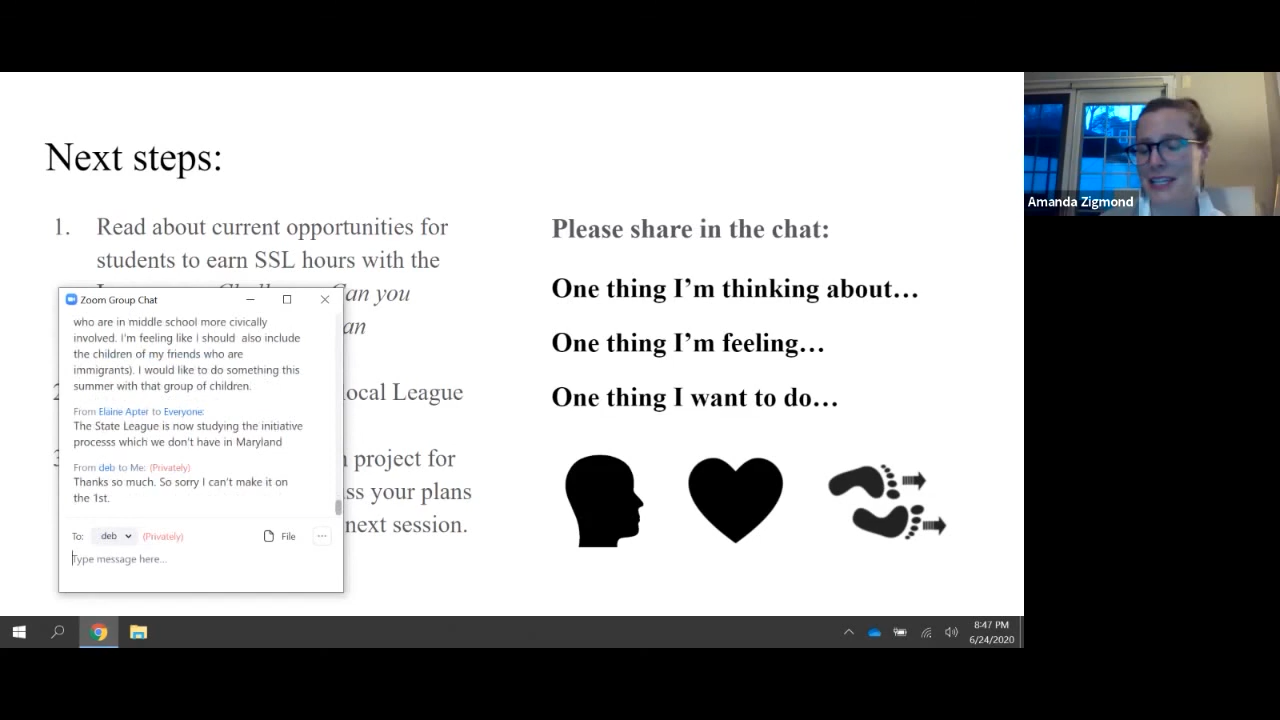 Next steps:
1. Read about current opportunities for
students to earn SSL hours with the
an you
an
ocal League
project for
ss your plans
next session.
Zoom Group Chat
who are in middle school more civically
involved. I'm feeling like I should also include
the children of my friends who are
immigrants). I would like to do something this
summer with that group of children.
From Elaine Apter to Everyone:
The State League is now studying the initiative
processs which we don't have in Maryland
From deb to Me: (Privately)
Thanks so much. So sorry I can't make it on
the 1st.
To: deb (Privately) File ...
Type message here...
Please share in the chat:
One thing I'm thinking about…
One thing I'm feeling…
One thing I want to do…
Amanda Zigmond
8:47 PM
6/24/2020